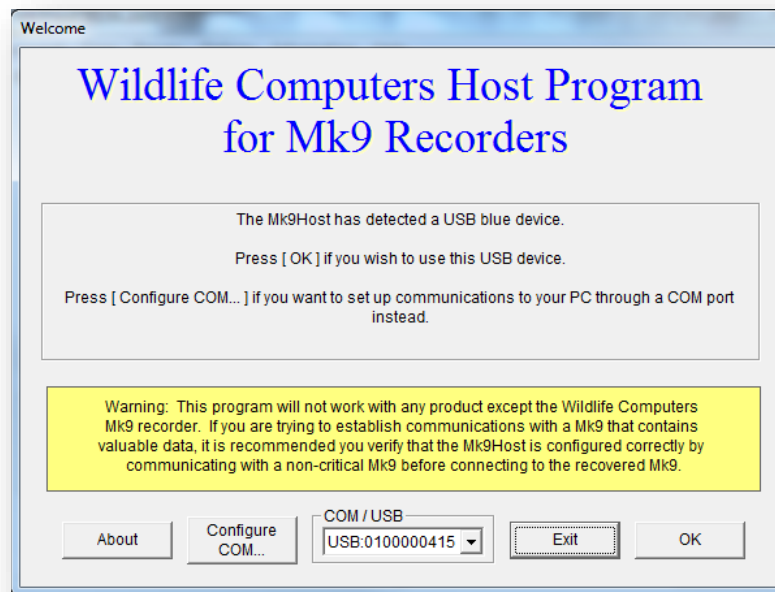 Welcome
Wildlife Computers Host Program
for Mk9 Recorders
The Mk9Host has detected a USB blue device.
Press [ OK ] if you wish to use this USB device.
Press [ Configure COM... ] if you want to set up communications to your PC through a COM port
instead.
Warning: This program will not work with any product except the Wildlife Computers
Mk9 recorder. If you are trying to establish communications with a Mk9 that contains
valuable data, it is recommended you verify that the Mk9Host is configured correctly by
communicating with a non-critical Mk9 before connecting to the recovered Mk9.
About
Configure
COM...
COM / USB
USB:0100000415
Exit
OK